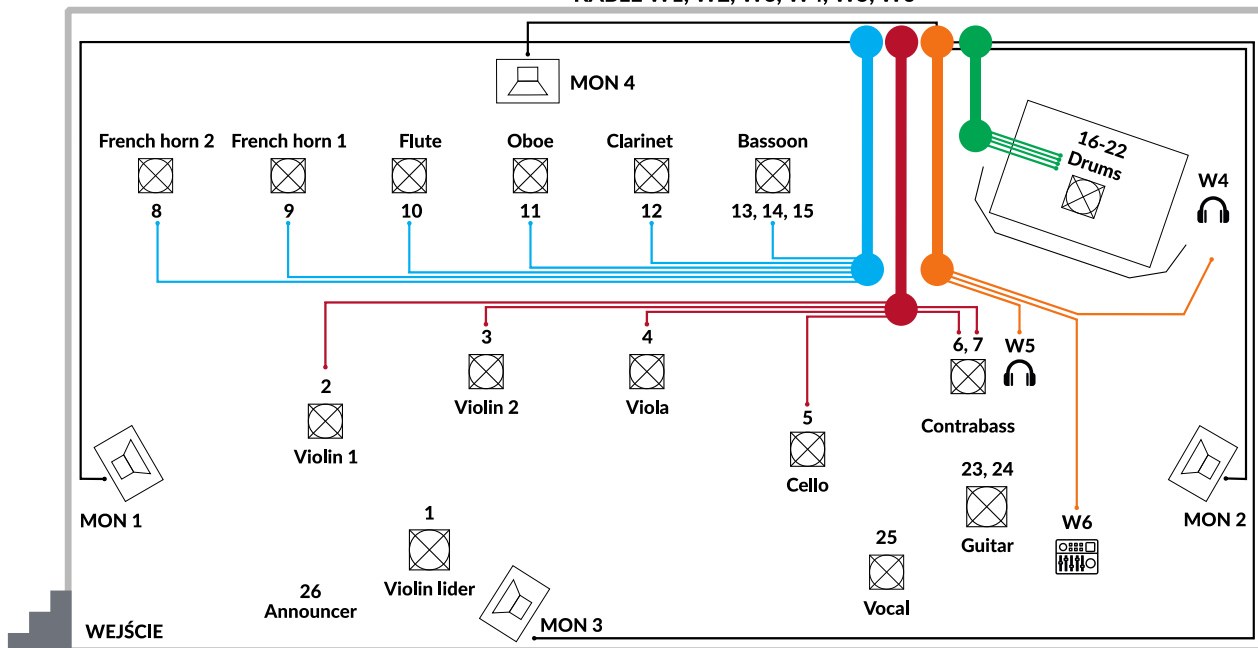 MON 4
French horn 2
French horn 1
Flute
Oboe
Clarinet
Bassoon
16-22
Drums
W4
8
9
10
11
12
13, 14, 15
3
4
6, 7
W5
2
Violin 2
Viola
5
Contrabass
Violin 1
Cello
23, 24
MON 1
1
Guitar
W6
MON 2
25
26
Announcer
Violin lider
Vocal
WEJŚCIE
MON 3